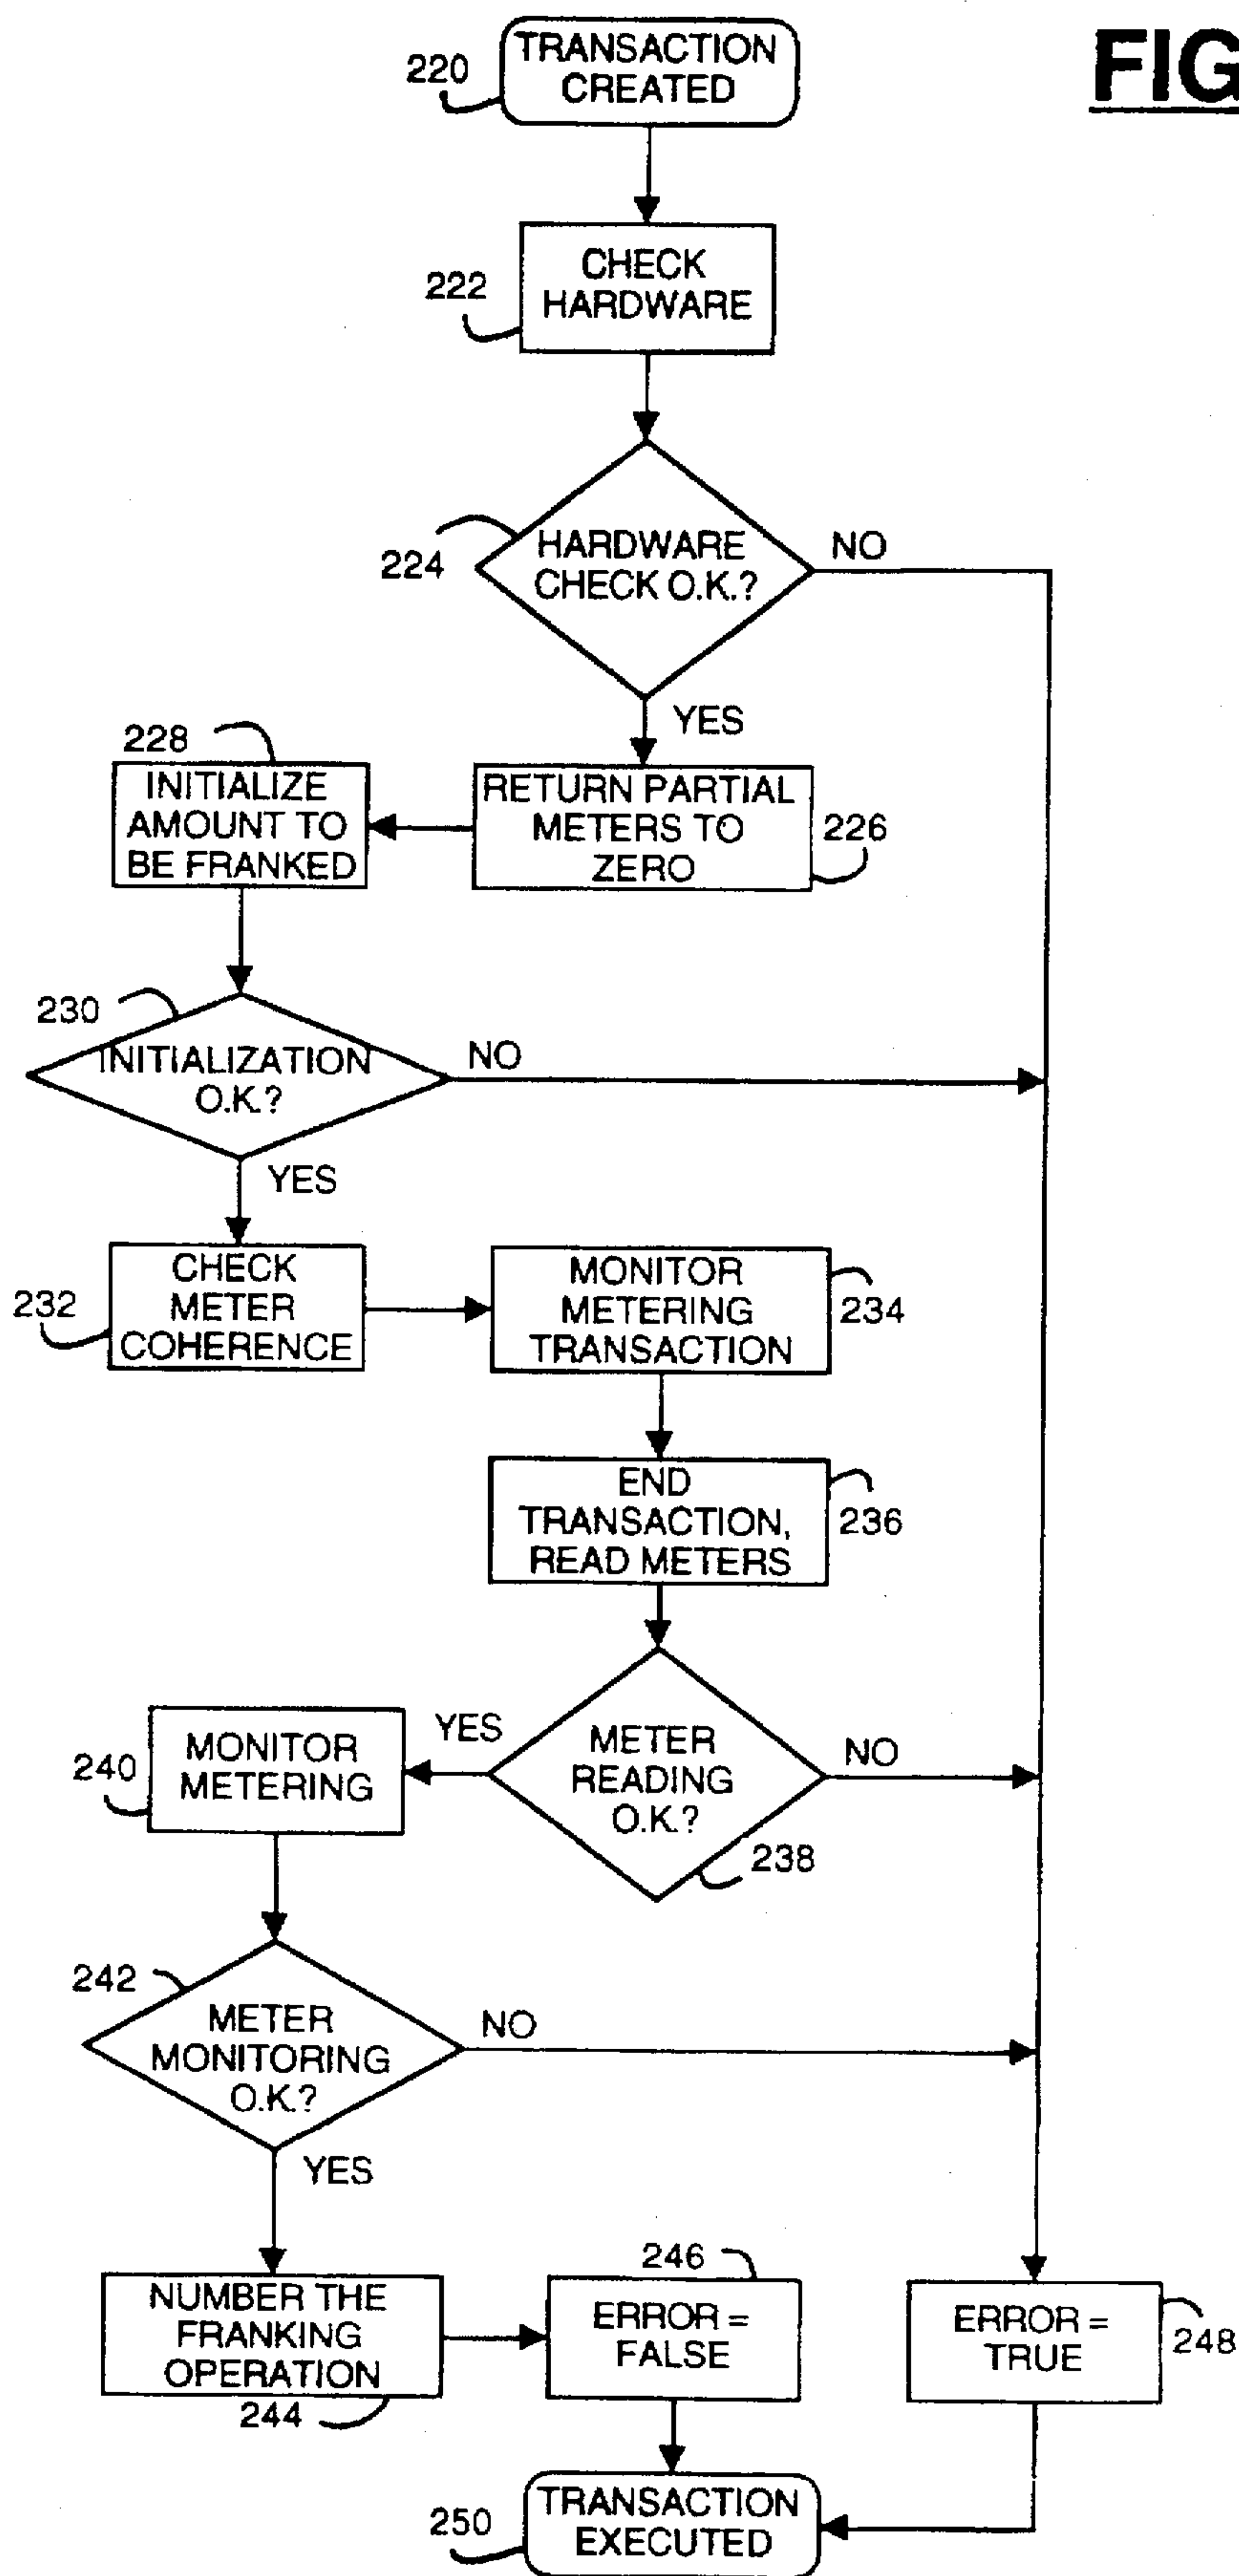 FIG
220
TRANSACTION
CREATED
222
CHECK
HARDWARE
224
HARDWARE
CHECK O.K.?
NO
YES
228
INITIALIZE
AMOUNT TO
BE FRANKED
RETURN PARTIAL
METERS TO
ZERO
226
230
INITIALIZATION
O.K.?
NO
YES
232
CHECK
METER
COHERENCE
MONITOR
METERING
TRANSACTION
234
END
TRANSACTION,
READ METERS
236
METER
READING
O.K.?
YES
NO
238
240
MONITOR
METERING
242
METER
MONITORING
O.K.?
NO
YES
NUMBER THE
FRANKING
OPERATION
244
246
ERROR =
FALSE
ERROR =
TRUE
248
250
TRANSACTION
EXECUTED